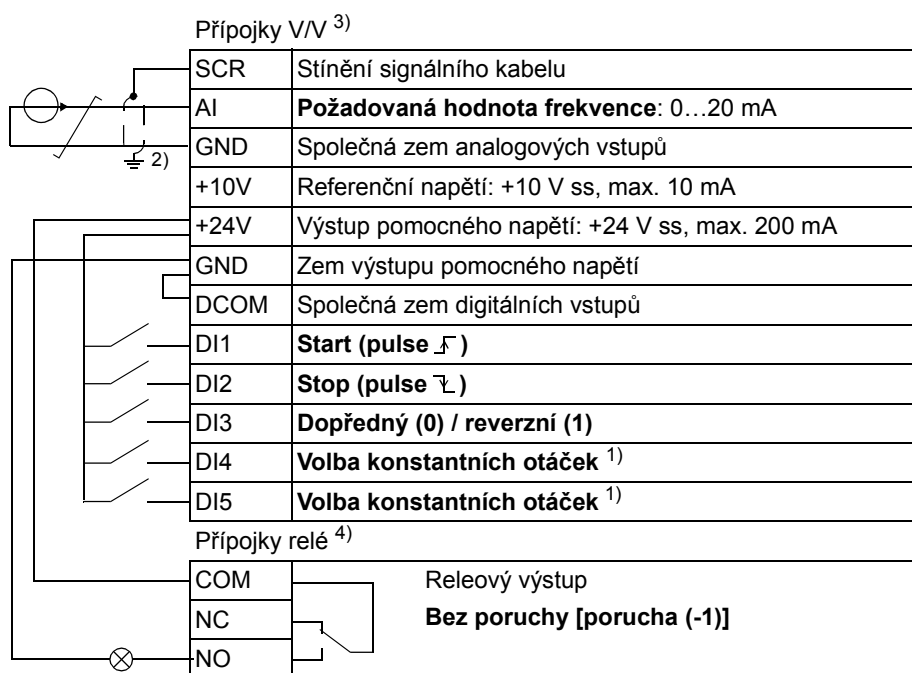 Přípojky V/V 3)
SCR Stínění signálního kabelu
AI Požadovaná hodnota frekvence: 0…20 mA
GND Společná zem analogových vstupů
2)
+10V Referenční napětí: +10 V ss, max. 10 mA
+24V Výstup pomocného napětí: +24 V ss, max. 200 mA
GND Zem výstupu pomocného napětí
DCOM Společná zem digitálních vstupů
DI1 Start (pulse )
DI2 Stop (pulse )
DI3 Dopředný (0) / reverzní (1)
DI4 Volba konstantních otáček 1)
DI5 Volba konstantních otáček 1)
Přípojky relé 4)
COM Releový výstup
NC Bez poruchy [porucha (-1)]
NO